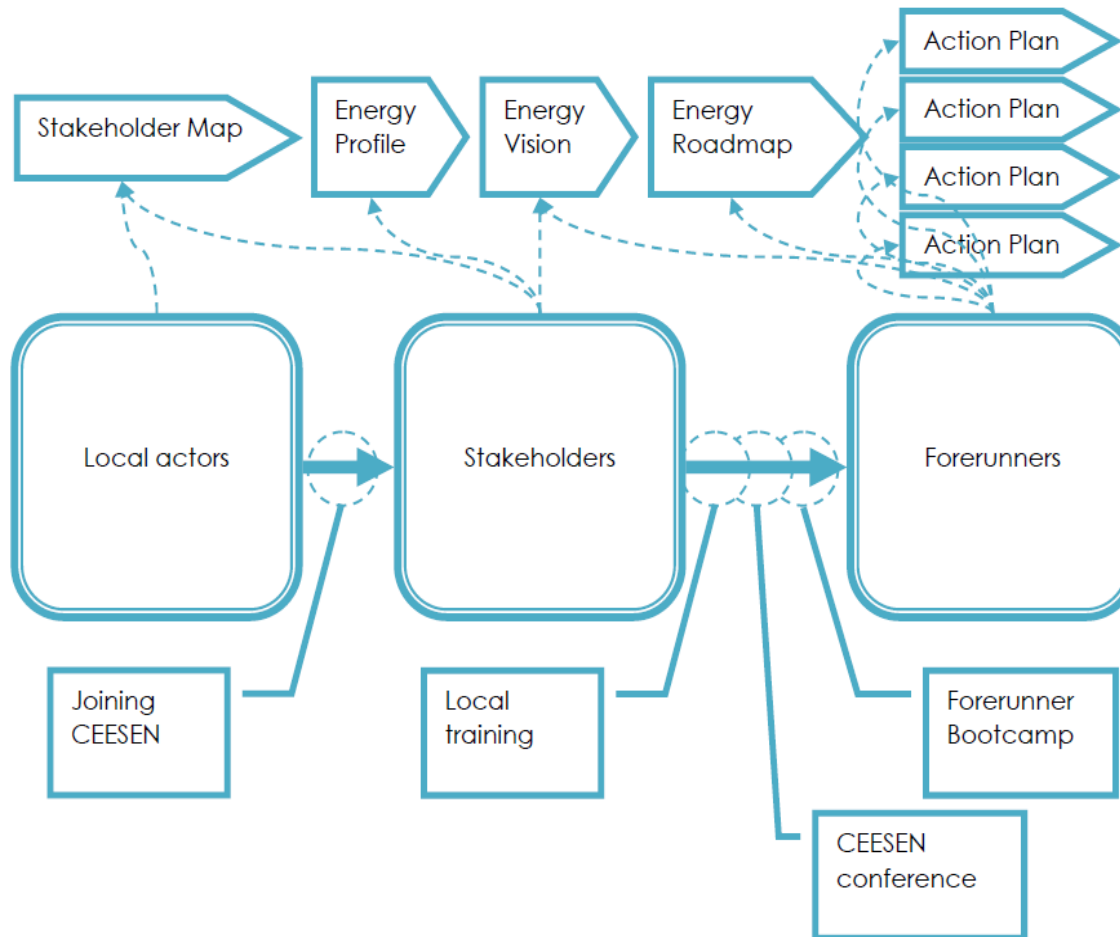 Action Plan
Stakeholder Map
Energy
Profile
Energy
Vision
Energy
Roadmap
Action Plan
Action Plan
Action Plan
Local actors
Stakeholders
Forerunners
Joining
CEESEN
Local
training
Forerunner
Bootcamp
CEESEN
conference